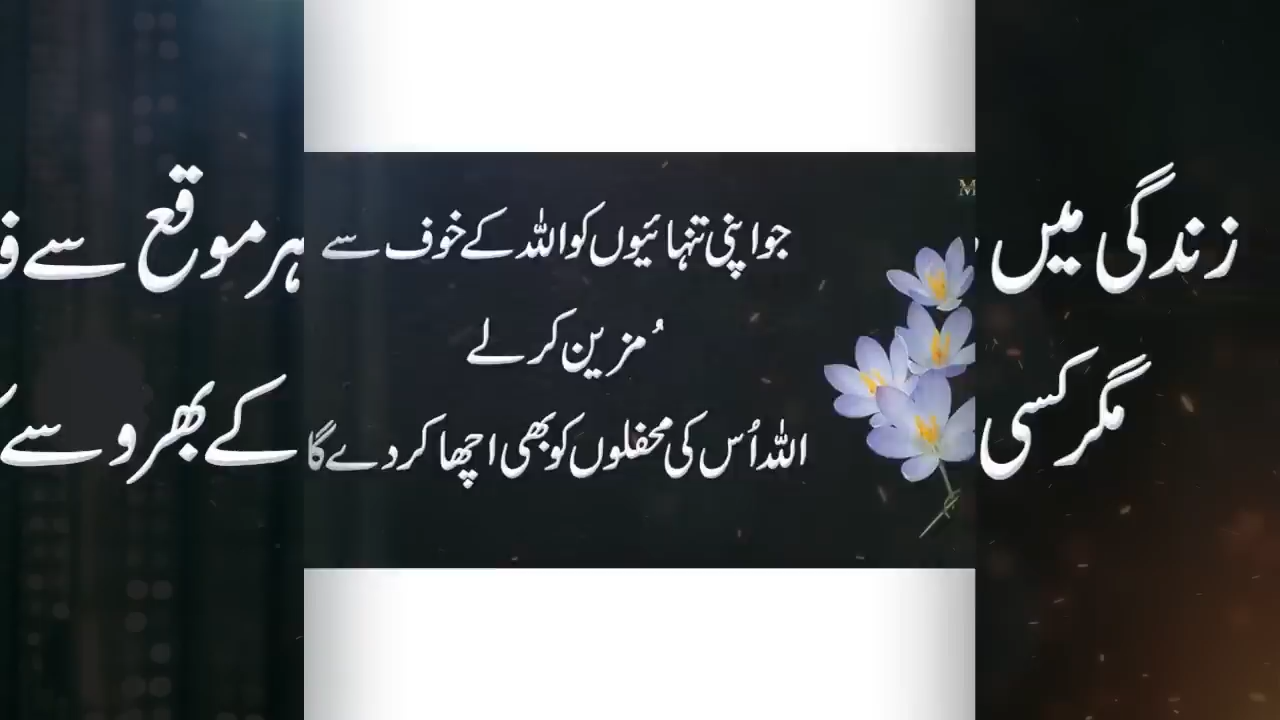 زندگی میں
ہر موقع سے ف
مگر کسی
کے بھروسے
جو اپنی تنہائیوں کو اللہ کے خوف سے
مُزین کر لے
اللہ اُس کی محفلوں کو بھی اچھا کر دے گا
M